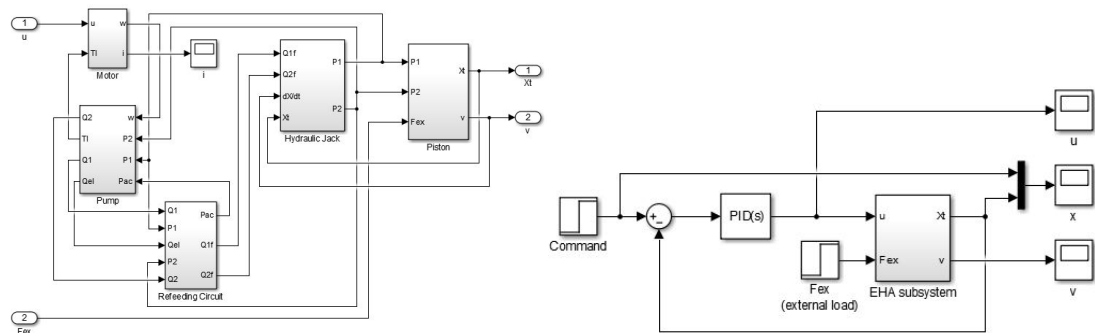 1
u
u
w
Tl
i
Motor
i
Q2
w
Tl
P2
Q1
P1
Qel
Pac
Pump
Q1
Pac
P1
Qel
Q1f
P2
Q2
Q2f
Refeeding Circuit
Q1f
P1
Q2f
dX/dt
Xt
P2
Hydraulic Jack
P1
Xt
P2
v
Fex
Piston
1
Xt
2
v
2
Fex
Command
+
−
PID(s)
Fex
(external load)
u
Xt
Fex
v
EHA subsystem
u
x
v